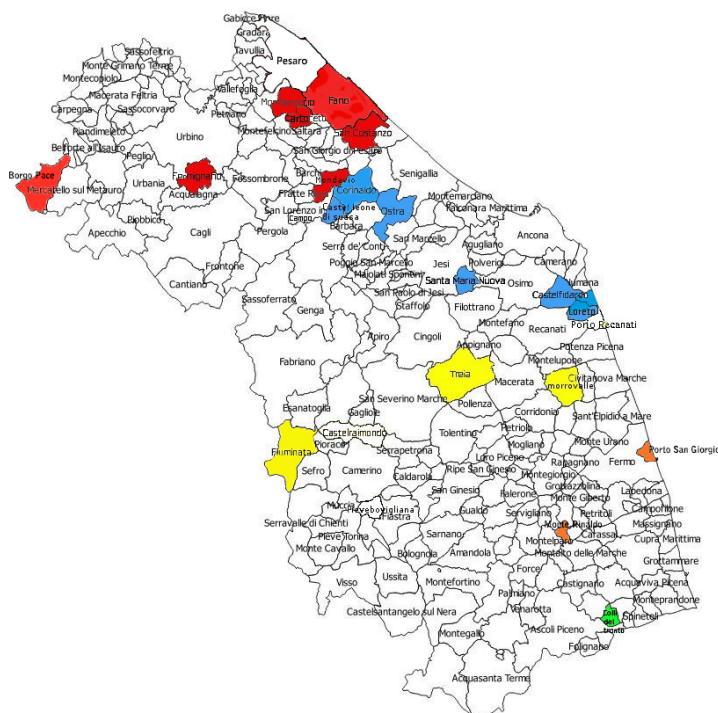 Gabicce Mare
Gradara
Tavullia
Sassofeltrio
Monte Grimano Terme
Montecopiolo
Pesaro
Macerata Feltria
Vallefoglia
Carpegna
Sassocorvaro
Petriano
Fano
Cartoceto
Piandimeleto
Urbino
Montefelcino
Saltara
San Costanzo
Belforte all'Isauro
Peglio
San Giorgio di Pesaro
Borgo Pace
Fermignano
Fossombrone
Barchi
Mondavio
Senigallia
Mercatello sul Metauro
Urbania
Acqualagna
Fratte Rosa
Corinaldo
Montemarciano
San Lorenzo in
Campo
Castel leone
di suasa
Ostra
Falconara Marittima
Piobbico
Barbara
Apecchio
Cagli
Pergola
Serra de' Conti
San Marcello
Agugliano
Ancona
Frontone
Poggio San Marcello
Jesi
Polverigi
Camerano
Cantiano
Maiolati Spontini
Santa Maria Nuova
Osimo
Numana
Sassoferrato
San Paolo di Jesi
Castelfidardo
Genga
Staffolo
Filottrano
Loreto
Montefano
Porto Recanati
Apiro
Cingoli
Recanati
Appignano
Potenza Picena
Fabriano
Treia
Montelupone
Macerata
Civitanova Marche
morrovalle
San Severino Marche
Pollenza
Esanatoglia
Gagliole
Corridonia
Sant'Elpidio a Mare
Castelraimondo
Tolentino
Petriolo
Fiuminata
Pioraco
Mogliano
Monte Urano
Porto San Giorgio
Serrapetrona
Loro Piceno
Rapagnano
Fermo
Sefro
Camerino
Caldarola
Ripe San Ginesio
Montegiorgio
Grottazzolina
Lapedona
San Ginesio
Falerone
Monte Giberto
Muccia
Pievebovigliana
Fiastra
Gualdo
Servigliano
Petritoli
Campofilone
Serravalle di Chienti
Monte Rinaldo
Massignano
Pieve Torina
Sarnano
Montelparo
Carassai
Cupra Marittima
Monte Cavallo
Bolognola
Amandola
Montalto delle Marche
Force
Grottammare
Visso
Ussita
Montefortino
Castignano
Acquaviva Picena
Palmiano
Monteprandone
Castelsantangelo sul Nera
Venarotta
Colli
del
tronto
Spinetoli
Montegallo
Ascoli Piceno
Folignano
Acquasanta Terme